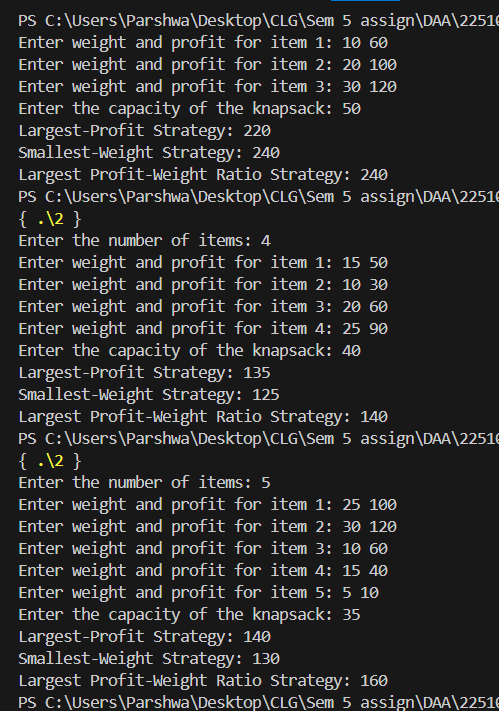 PS C:\Users\Parshwa\Desktop\CLG\Sem 5 assign\DAA\22510
Enter weight and profit for item 1: 10 60
Enter weight and profit for item 2: 20 100
Enter weight and profit for item 3: 30 120
Enter the capacity of the knapsack: 50
Largest-Profit Strategy: 220
Smallest-Weight Strategy: 240
Largest Profit-Weight Ratio Strategy: 240
PS C:\Users\Parshwa\Desktop\CLG\Sem 5 assign\DAA\22510
{ .\2 }
Enter the number of items: 4
Enter weight and profit for item 1: 15 50
Enter weight and profit for item 2: 10 30
Enter weight and profit for item 3: 20 60
Enter weight and profit for item 4: 25 90
Enter the capacity of the knapsack: 40
Largest-Profit Strategy: 135
Smallest-Weight Strategy: 125
Largest Profit-Weight Ratio Strategy: 140
PS C:\Users\Parshwa\Desktop\CLG\Sem 5 assign\DAA\22510
{ .\2 }
Enter the number of items: 5
Enter weight and profit for item 1: 25 100
Enter weight and profit for item 2: 30 120
Enter weight and profit for item 3: 10 60
Enter weight and profit for item 4: 15 40
Enter weight and profit for item 5: 5 10
Enter the capacity of the knapsack: 35
Largest-Profit Strategy: 140
Smallest-Weight Strategy: 130
Largest Profit-Weight Ratio Strategy: 160
PS C:\Users\Parshwa\Desktop\CLG\Sem 5 assign\DAA\22510